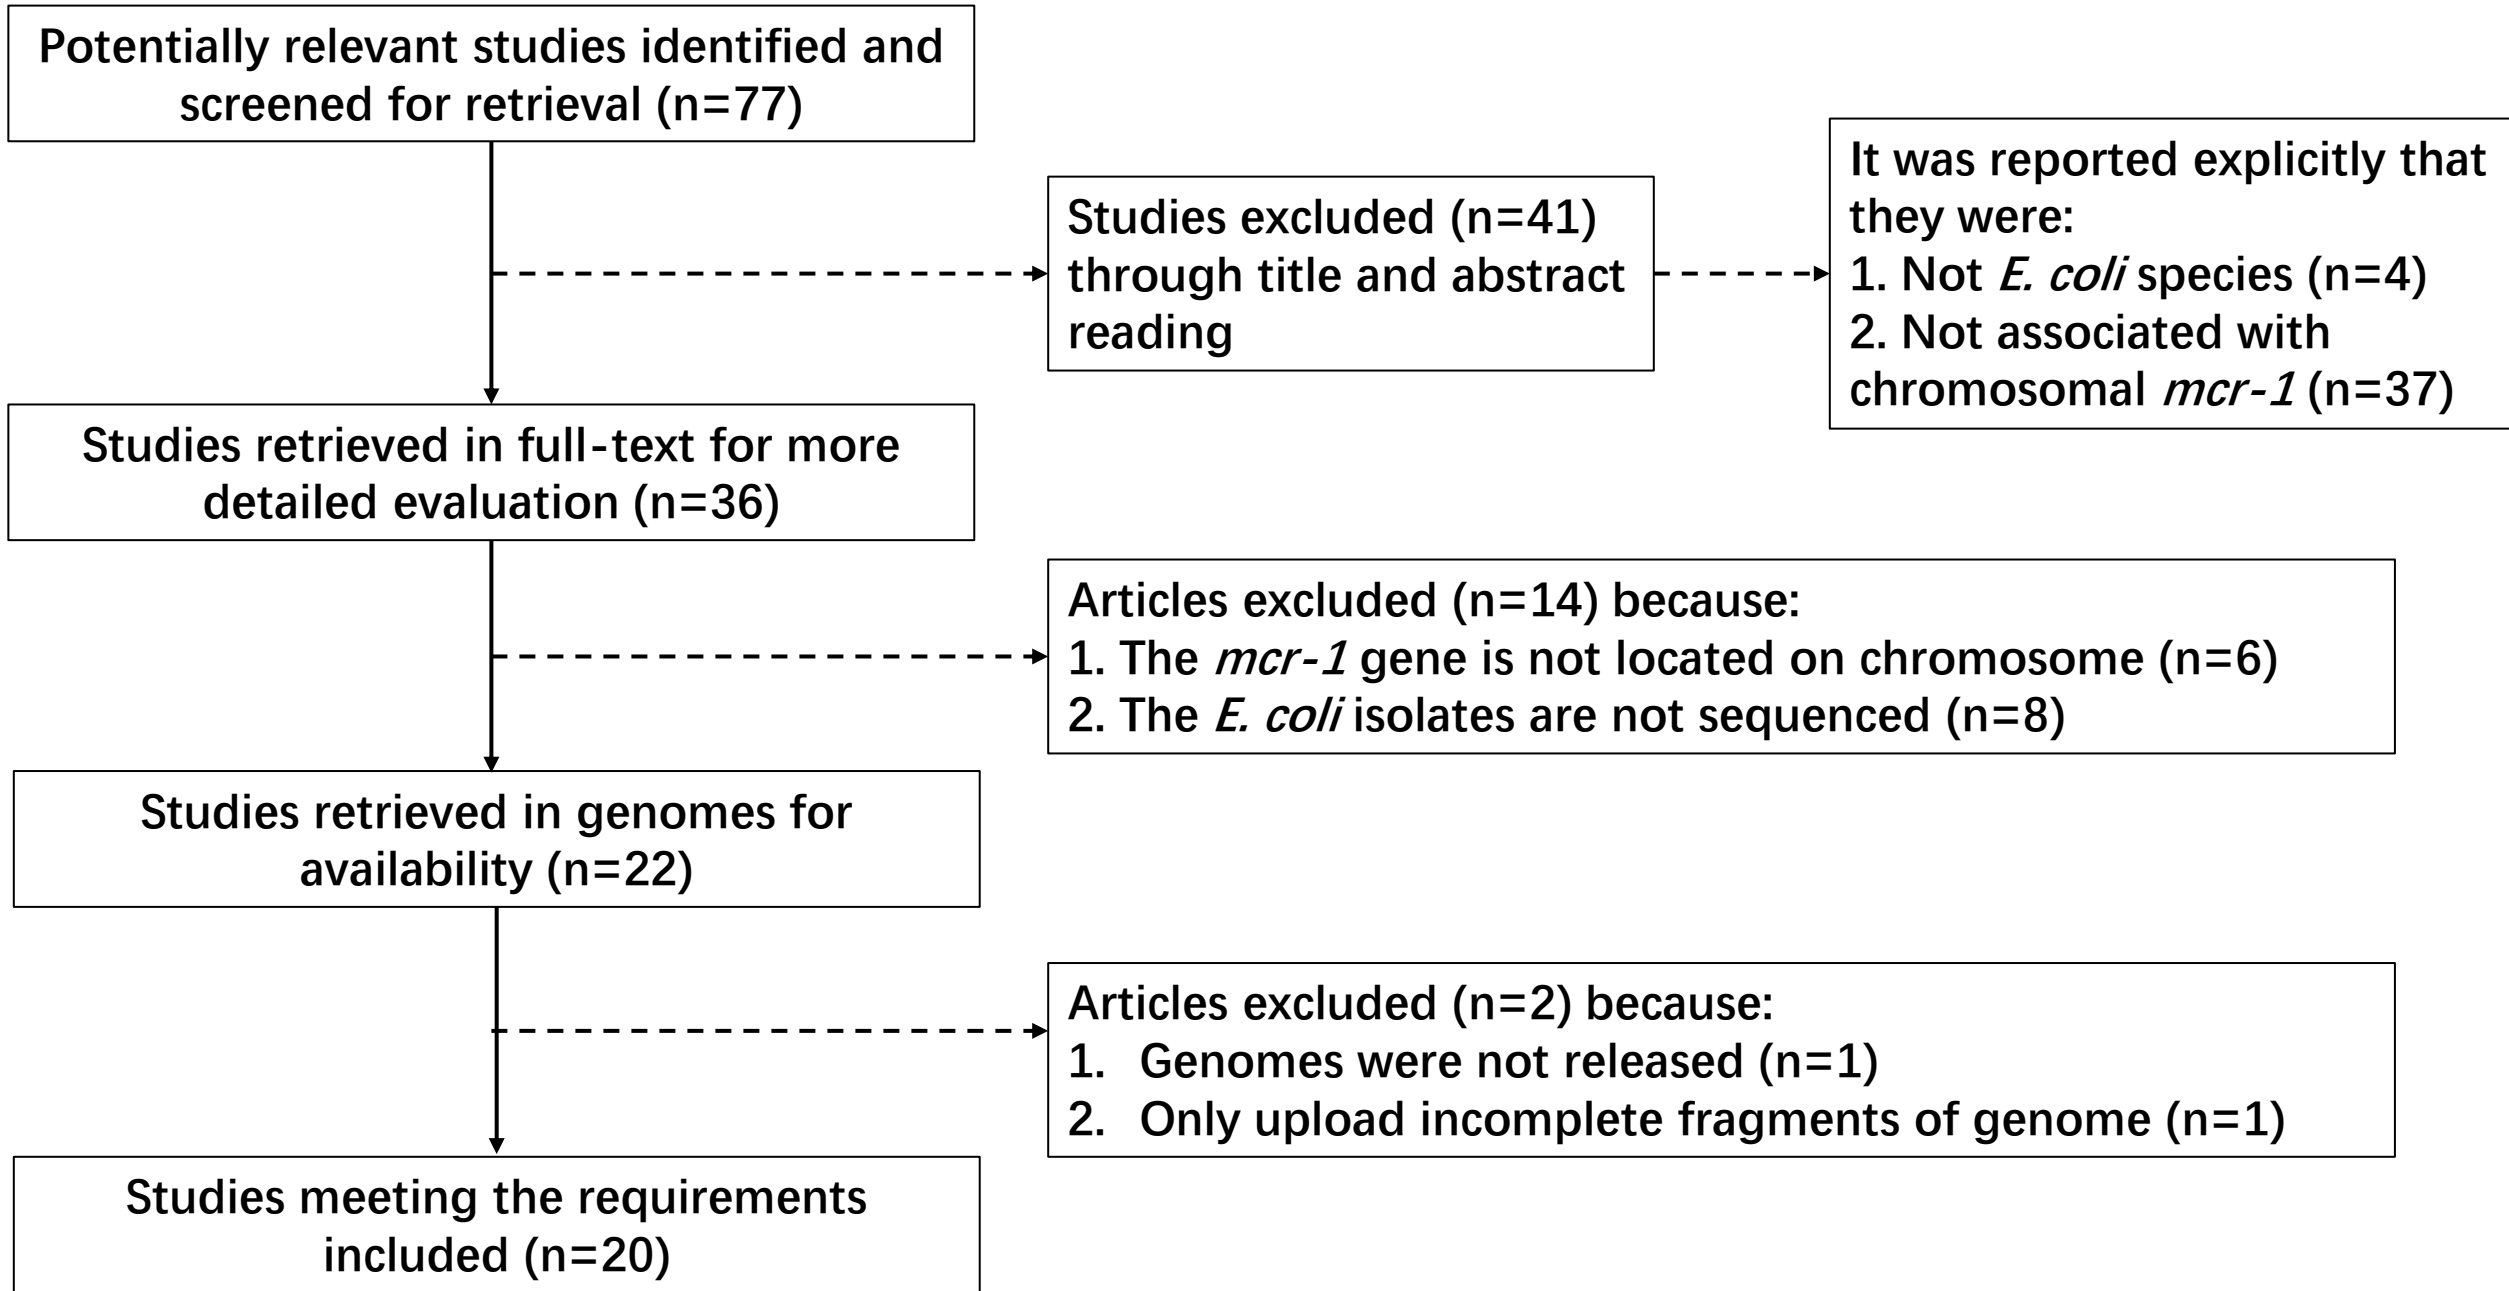 Potentially relevant studies identified and
screened for retrieval (n=77)
Studies excluded (n=41)
through title and abstract
reading
It was reported explicitly that
they were:
1. Not E. coli species (n=4)
2. Not associated with
chromosomal mcr-1 (n=37)
Studies retrieved in full-text for more
detailed evaluation (n=36)
Articles excluded (n=14) because:
1. The mcr-1 gene is not located on chromosome (n=6)
2. The E. coli isolates are not sequenced (n=8)
Studies retrieved in genomes for
availability (n=22)
Articles excluded (n=2) because:
1. Genomes were not released (n=1)
2. Only upload incomplete fragments of genome (n=1)
Studies meeting the requirements
included (n=20)